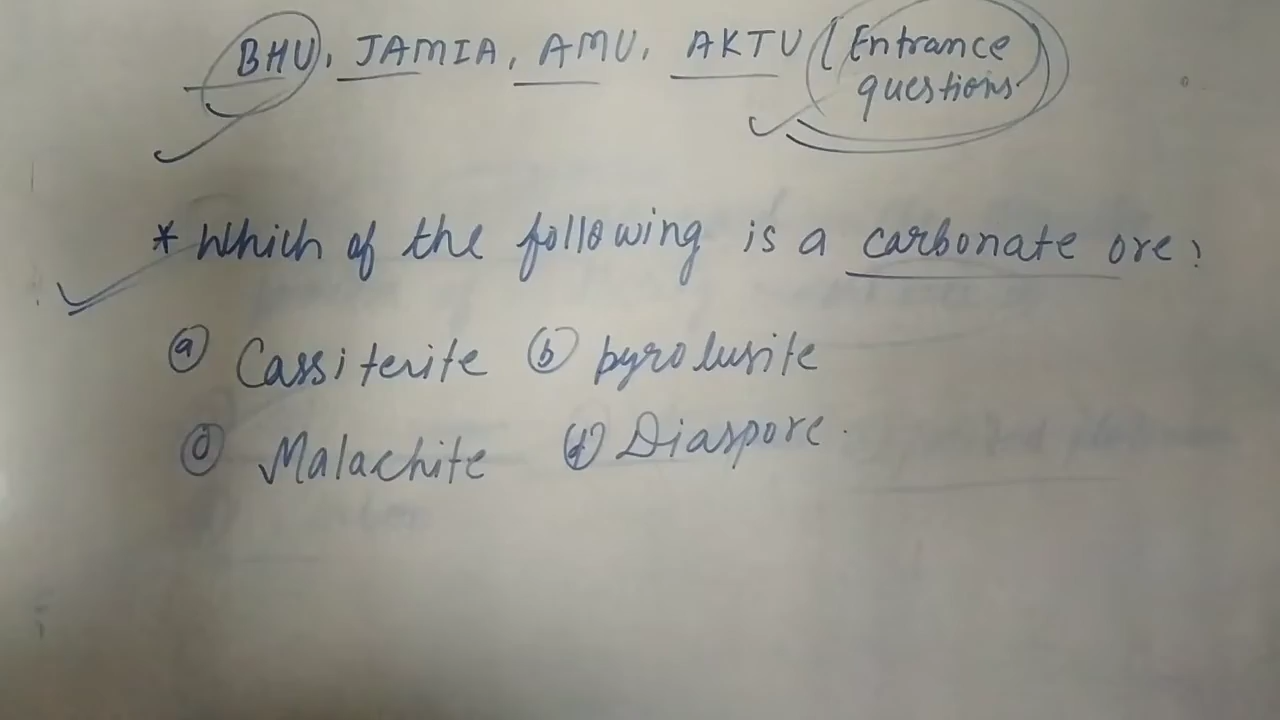 BHU, JAMIA, AMU, AKTU (Entrance
questions)
* Which of the following is a carbonate ore?
(a) Cassiterite (b) pyrolusite
(c) Malachite (d) Diaspore.